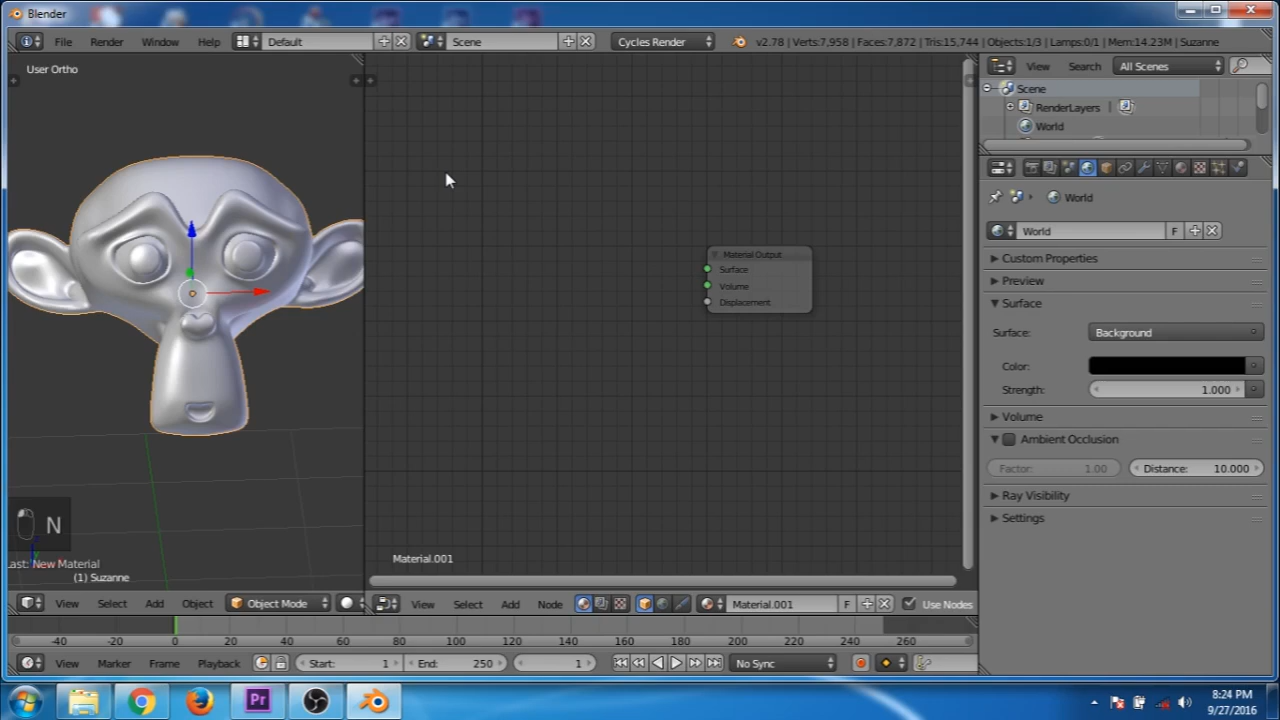 Blender
File Render Window Help Default Scene Cycles Render v2.78 | Verts:7,958 | Faces:7,872 | Tris:15,744 | Objects:1/3 | Lamps:0/1 | Mem:14.23M | Suzanne
User Ortho
View Search All Scenes
Scene
RenderLayers |
World
World
World F
Custom Properties
Preview
Surface
Surface: Background
Color:
Strength: 1.000
Volume
Ambient Occlusion
Factor: 1.00 Distance: 10.000
Ray Visibility
Settings
Material Output
Surface
Volume
Displacement
N
ast: New Material
(1) Suzanne
Material.001
View Select Add Object Object Mode
View Select Add Node Material.001 F Use Nodes
-40 -20 0 20 40 60 80 100 120 140 160 180 200 220 240 260
View Marker Frame Playback Start: 1 End: 250 1 No Sync
Pr
8:24 PM
9/27/2016